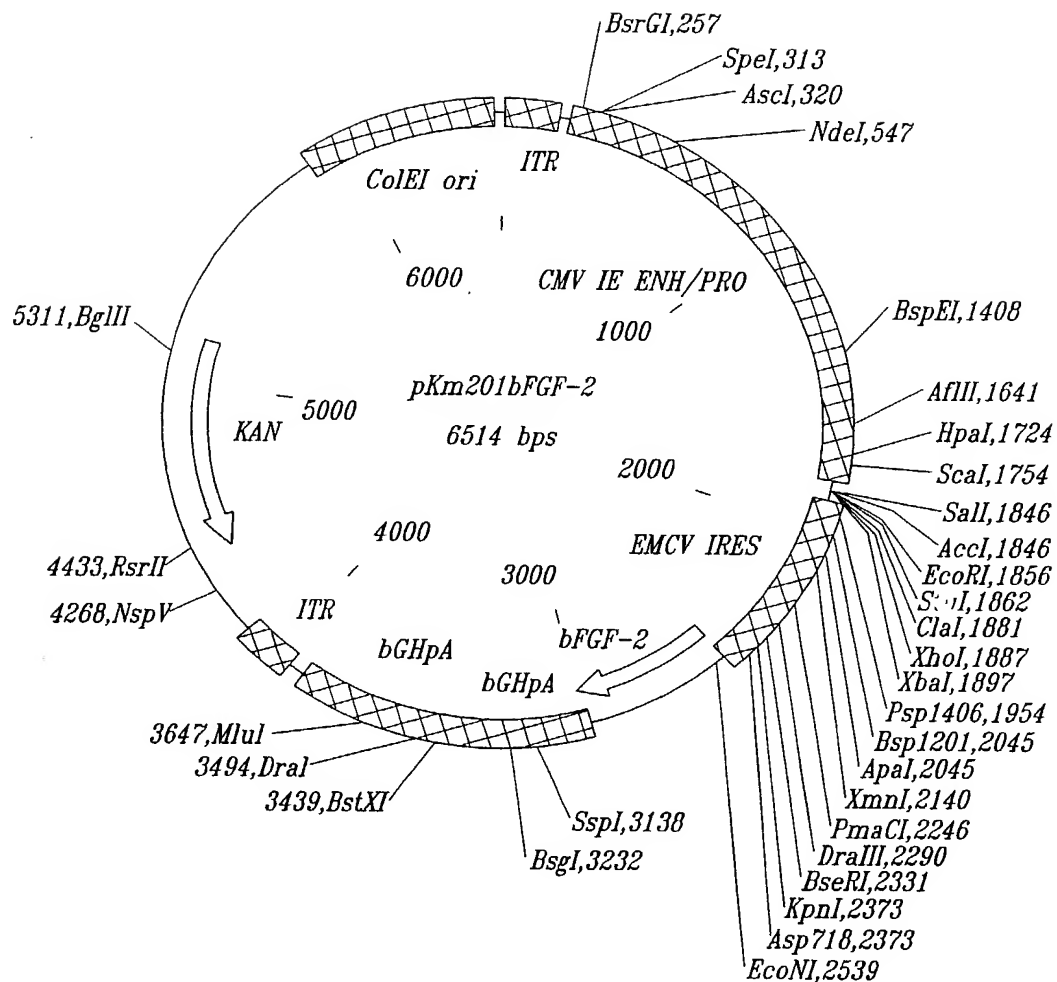 BsrGI,257
SpeI,313
AscI,320
NdeI,547
ITR
ColEI ori
6000
CMV IE ENH/PRO
1000
5311,BglII
BspEI,1408
pKm201bFGF-2
6514 bps
5000
KAN
AflII,1641
HpaI,1724
ScaI,1754
2000
SalI,1846
AccI,1846
EcoRI,1856
ClaI,1881
XhoI,1887
XbaI,1897
Psp1406,1954
Bsp1201,2045
ApaI,2045
XmnI,2140
PmaCI,2246
DraIII,2290
BseRI,2331
KpnI,2373
Asp718,2373
EcoNI,2539
EMCV IRES
4000
3000
4433,RsrII
4268,NspV
ITR
bGHpA
bFGF-2
bGHpA
3647,MluI
3494,DraI
3439,BstXI
SspI,3138
BsgI,3232